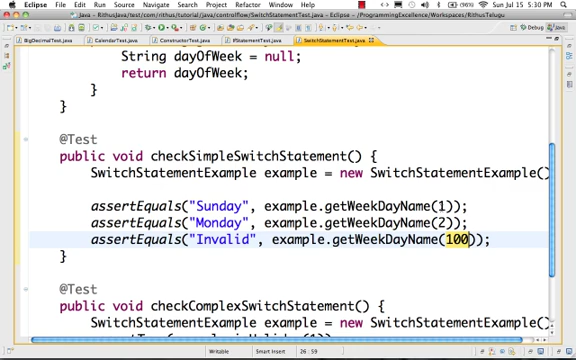 Eclipse File Edit Source Refactor Navigate Search Project Run Window Help
(96%) Sun Jul 5:30 PM
Java - RithusJava/test/com/rithus/tutorial/java/controlflow/SwitchStatementTest.java - Eclipse - /ProgrammingExcellence/Workspaces/RithusTelugu
Debug Java
BigDecimalTest.java CalendarTest.java ConstructorTest.java IfStatementTest.java SwitchStatementTest.java
String dayOfWeek = null;
return dayOfWeek;
}
}
@Test
public void checkSimpleSwitchStatement() {
SwitchStatementExample example = new SwitchStatementExample()
assertEquals("Sunday", example.getWeekDayName(1));
assertEquals("Monday", example.getWeekDayName(2));
assertEquals("Invalid", example.getWeekDayName(100));
}
@Test
public void checkComplexSwitchStatement() {
SwitchStatementExample example = new SwitchStatementExample()
Writable Smart Insert 26 : 59